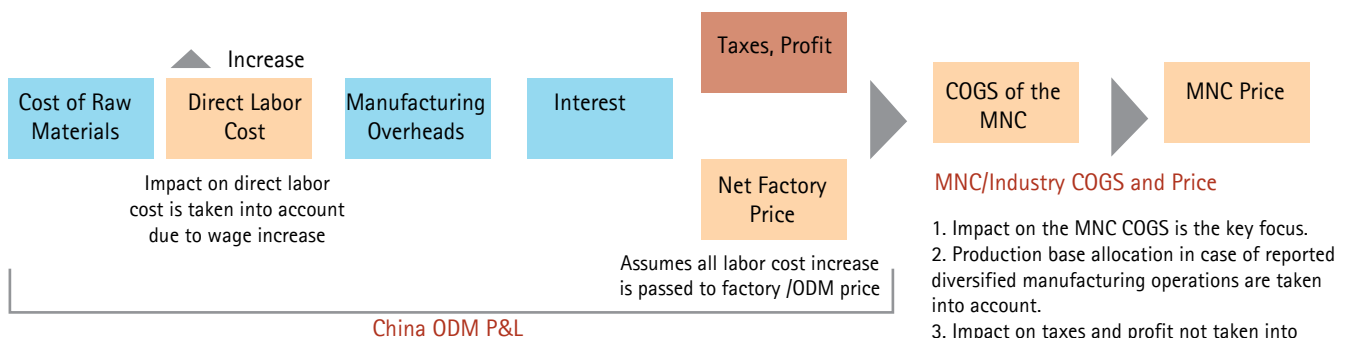 Increase
Cost of Raw
Materials
Direct Labor
Cost
Manufacturing
Overheads
Interest
Taxes, Profit
Net Factory
Price
COGS of the
MNC
MNC Price
Impact on direct labor
cost is taken into account
due to wage increase
Assumes all labor cost increase
is passed to factory /ODM price
China ODM P&L
MNC/Industry COGS and Price
1. Impact on the MNC COGS is the key focus.
2. Production base allocation in case of reported
diversified manufacturing operations are taken
into account.
3. Impact on taxes and profit not taken into